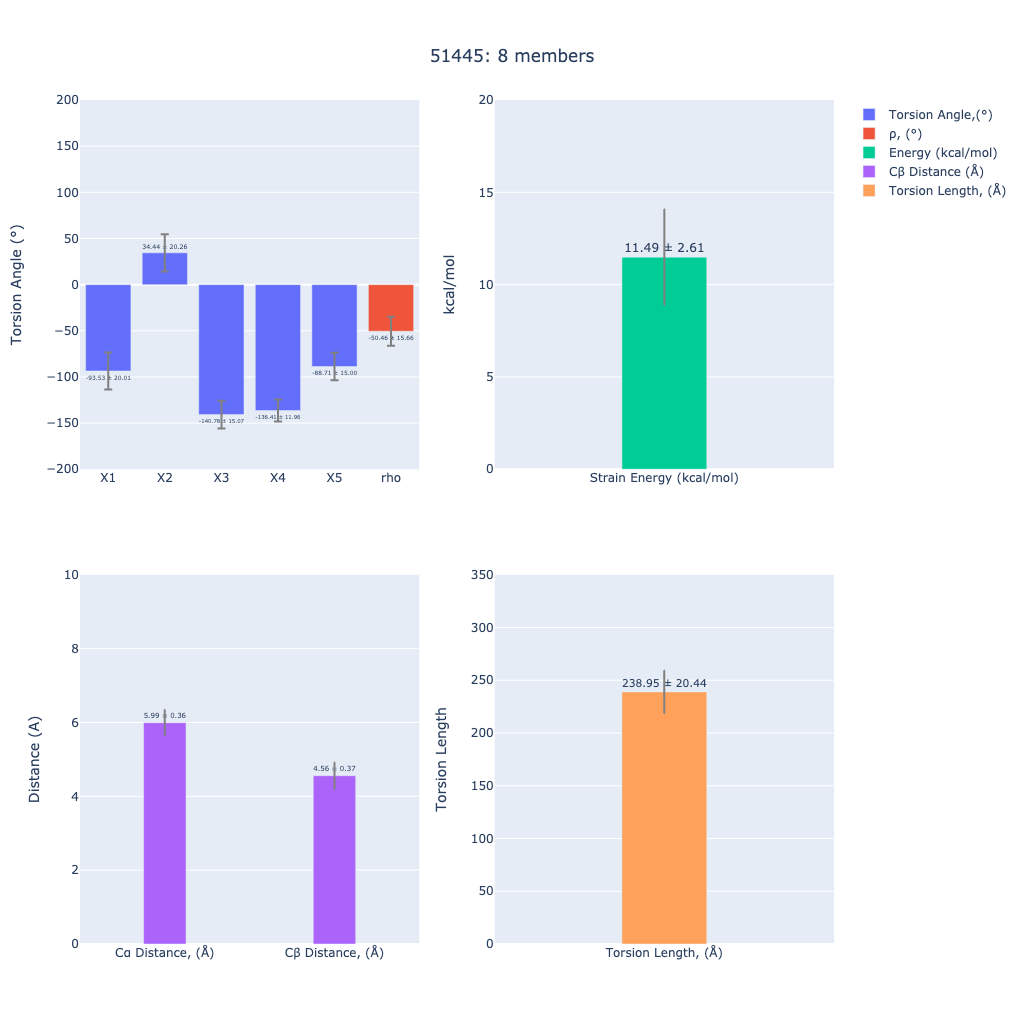 51445: 8 members
200
150
100
50
0
−50
−100
−150
−200
Torsion Angle (°)
-93.53 ± 20.01
34.44 ± 20.26
-140.78 ± 15.07
-136.41 ± 11.96
-88.71 ± 15.00
-50.46 ± 15.66
X1
X2
X3
X4
X5
rho
20
15
10
5
0
kcal/mol
11.49 ± 2.61
Strain Energy (kcal/mol)
Torsion Angle,(°)
ρ, (°)
Energy (kcal/mol)
Cβ Distance (Å)
Torsion Length, (Å)
10
8
6
4
2
0
Distance (A)
5.99 ± 0.36
4.56 ± 0.37
Cα Distance, (Å)
Cβ Distance, (Å)
350
300
250
200
150
100
50
0
Torsion Length
238.95 ± 20.44
Torsion Length, (Å)